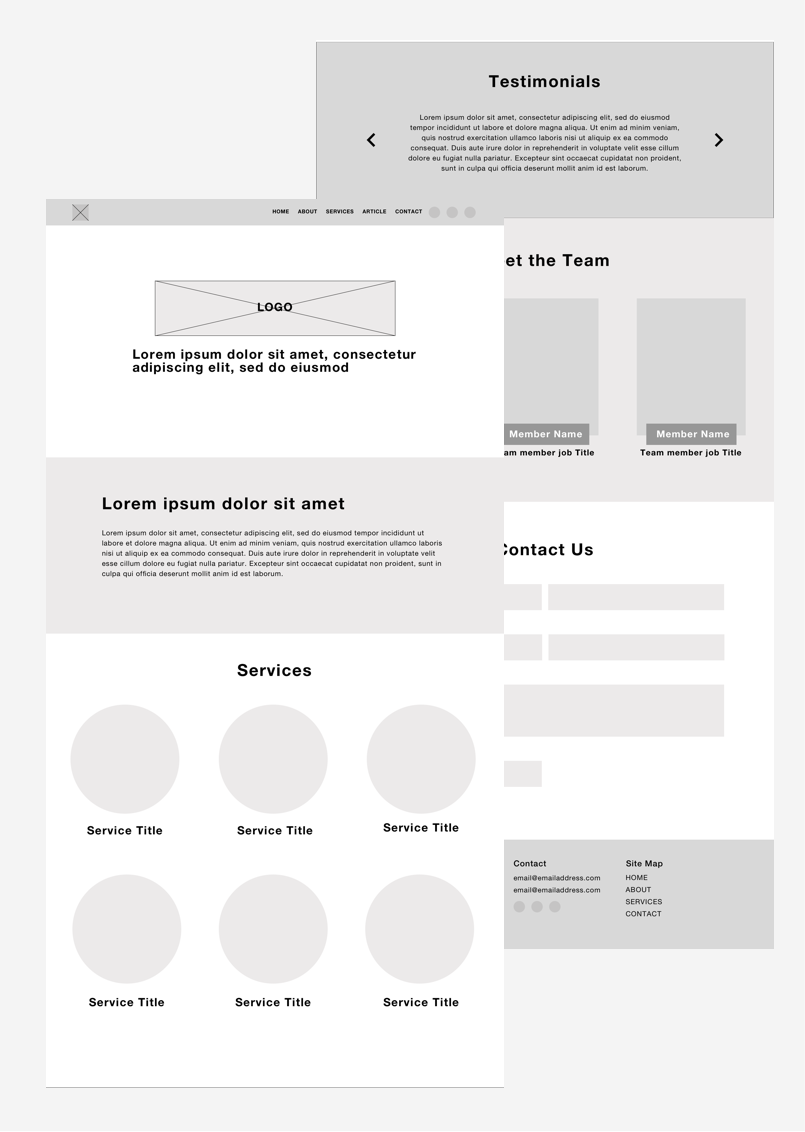 Testimonials
Lorem ipsum dolor sit amet, consectetur adipiscing elit, sed do eiusmod
tempor incididunt ut labore et dolore magna aliqua. Ut enim ad minim veniam,
quis nostrud exercitation ullamco laboris nisi ut aliquip ex ea commodo
consequat. Duis aute irure dolor in reprehenderit in voluptate velit cillum
dolore eu fugiat nulla pariatur. Excepteur sint occaecat cupidatat non proident,
sunt in culpa qui officia deserunt mollit anim id est laborum.
HOME ABOUT SERVICES ARTICLE CONTACT
LOGO
Lorem ipsum dolor sit amet, consectetur
adipiscing elit, sed do eiusmod
Lorem ipsum dolor sit amet
Lorem ipsum dolor sit amet, consectetur adipiscing elit, sed do eiusmod tempor incididunt ut
labore et dolore magna aliqua. Ut enim ad minim veniam, quis nostrud exercitation ullamco laboris
nisi ut aliquip ex ea commodo consequat. Duis aute irure dolor in reprehenderit in voluptate velit
esse cillum dolore eu fugiat nulla pariatur. Excepteur sint occaecat cupidatat non proident, sunt in
culpa qui officia deserunt mollit anim id est laborum.
Services
Service Title Service Title Service Title
Service Title Service Title Service Title
et the Team
Member Name Member Name
am member job Title Team member job Title
Contact Us
Contact
email@emailaddress.com
email@emailaddress.com
Site Map
HOME
ABOUT
SERVICES
CONTACT